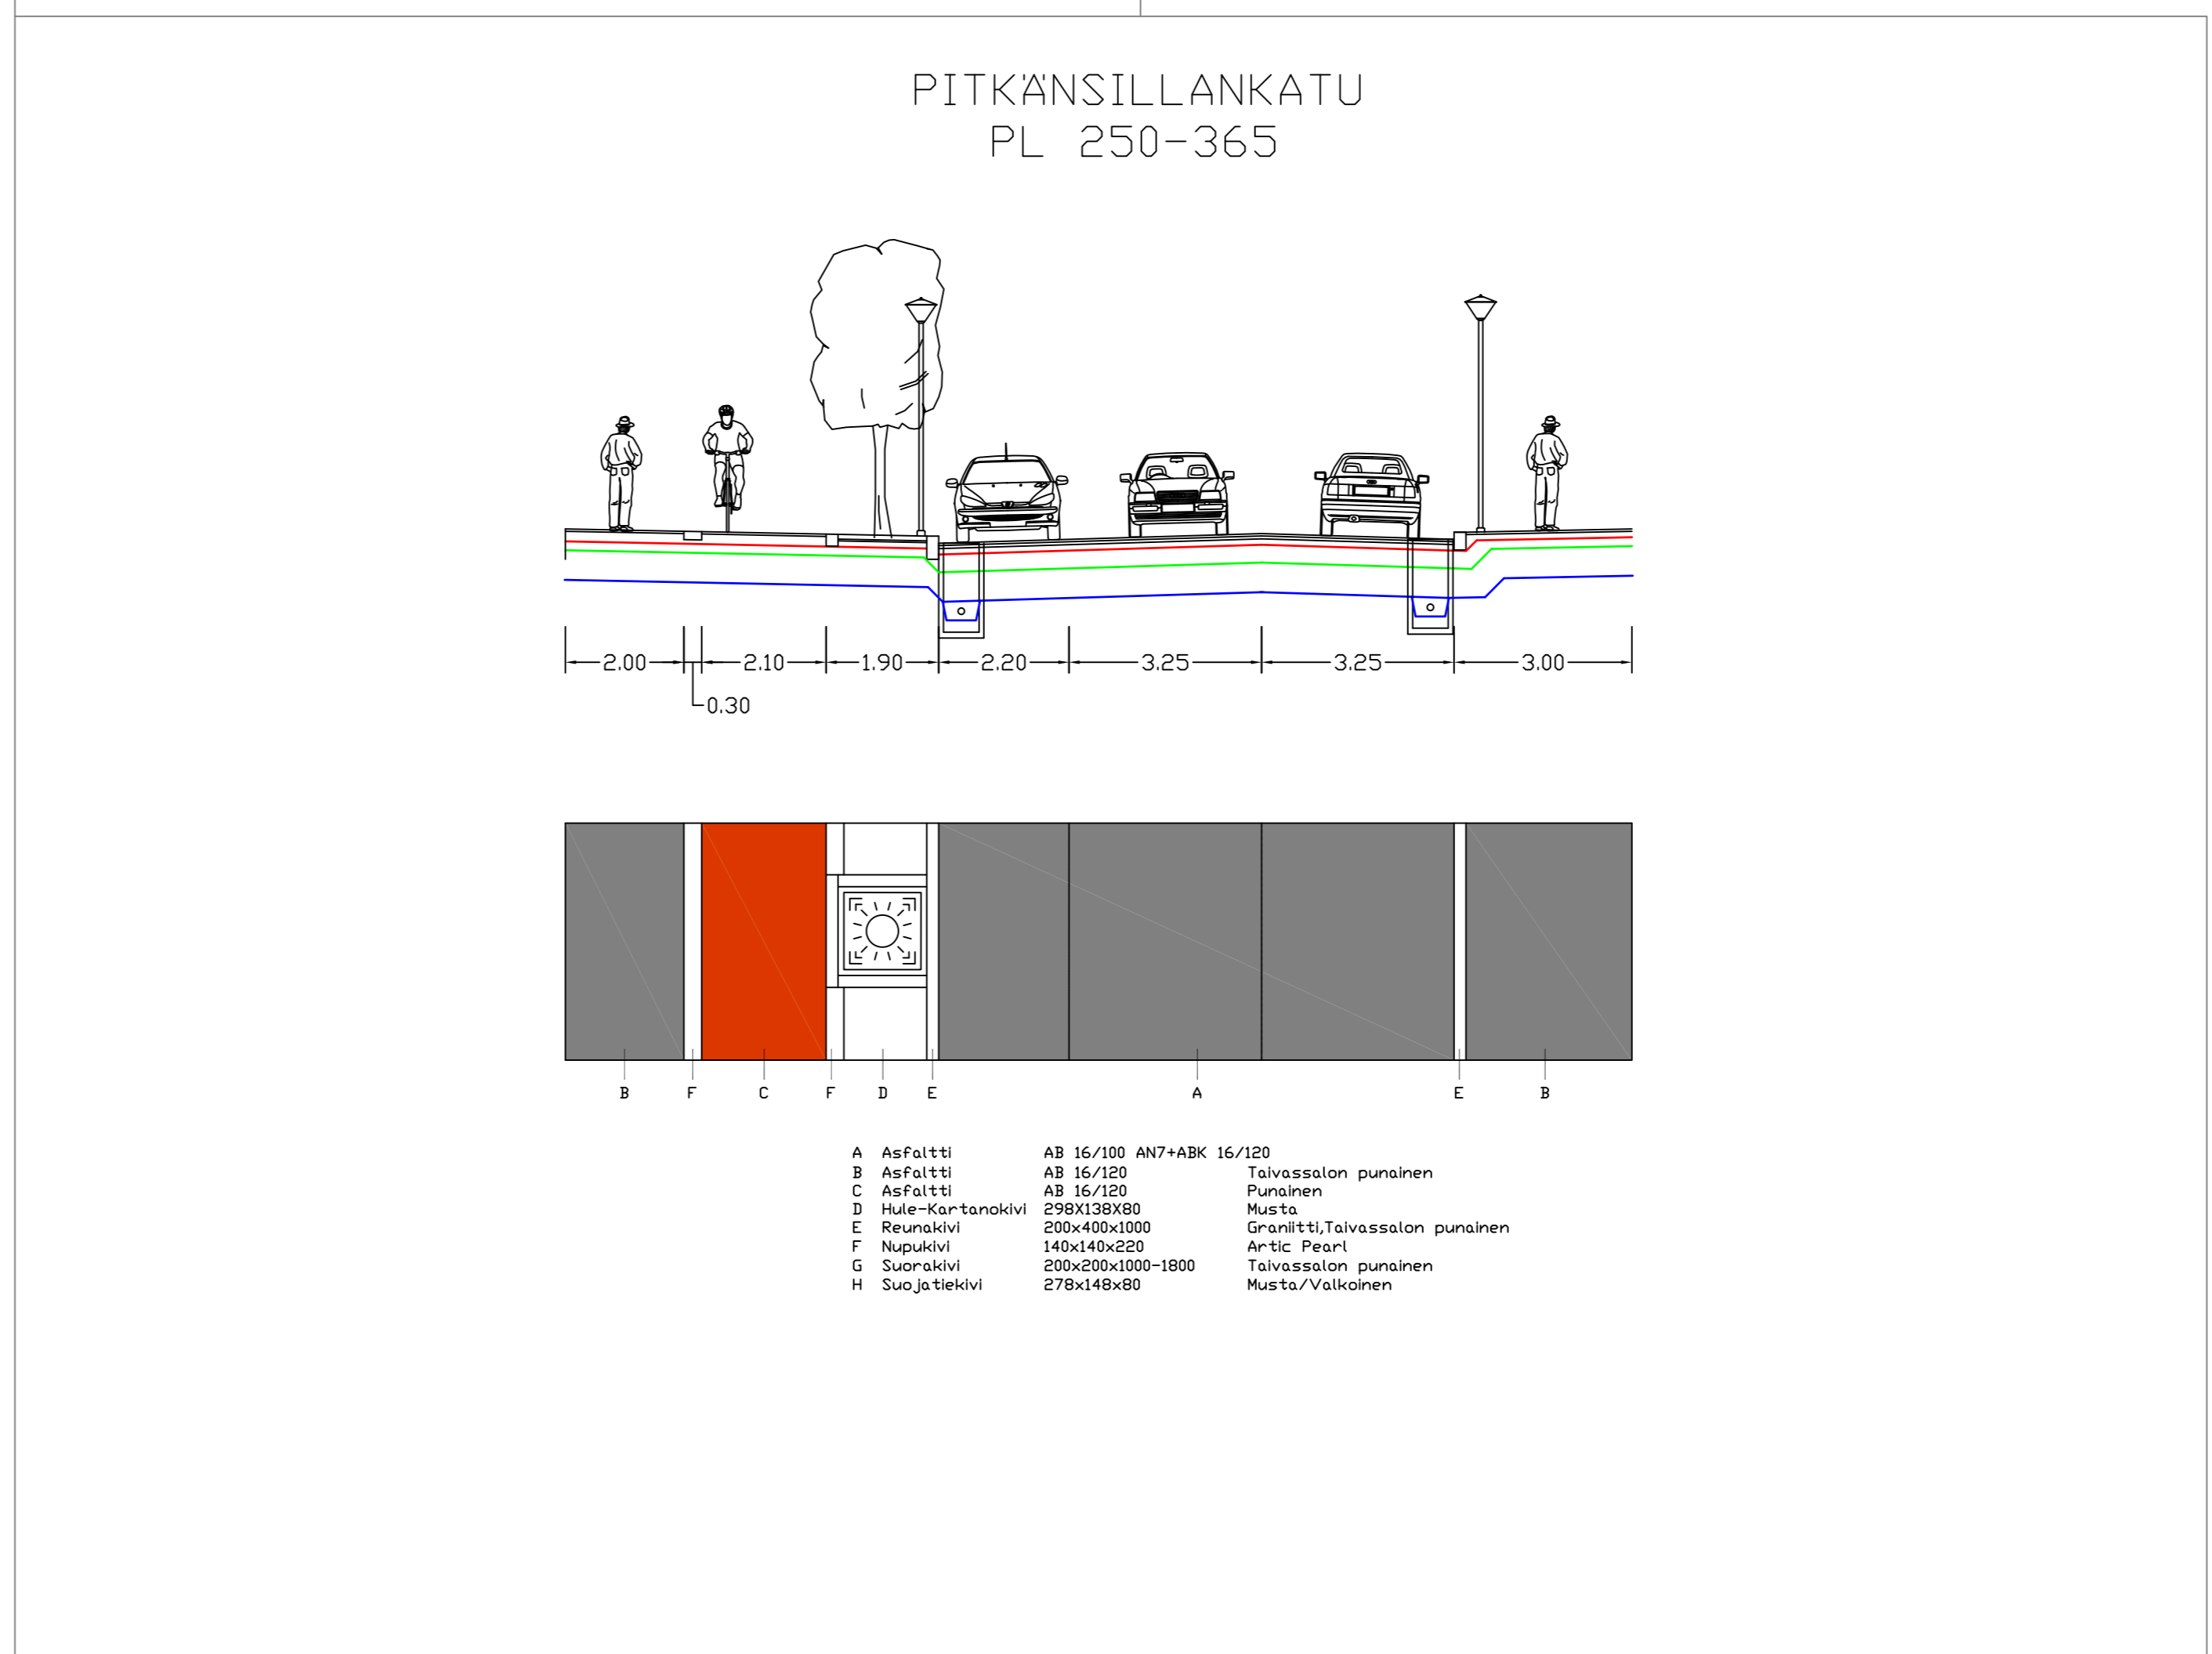 PITKÄNSILLANKATU
PL 250-365
2.00 2.10 1.90 2.20 3.25 3.25 3.00
0.30
B F C F D E A E B
A Asfaltti AB 16/100 AN7+ABK 16/120
B Asfaltti AB 16/120 Taivassalon punainen
C Asfaltti AB 16/120 Punainen
D Hule-Kartanokivi 298X138X80 Musta
E Reunakivi 200x400x1000 Graniitti,Taivassalon punainen
F Nupukivi 140x140x220 Artic Pearl
G Suorakivi 200x200x1000-1800 Taivassalon punainen
H Suojatiekivi 278x148x80 Musta/Valkoinen